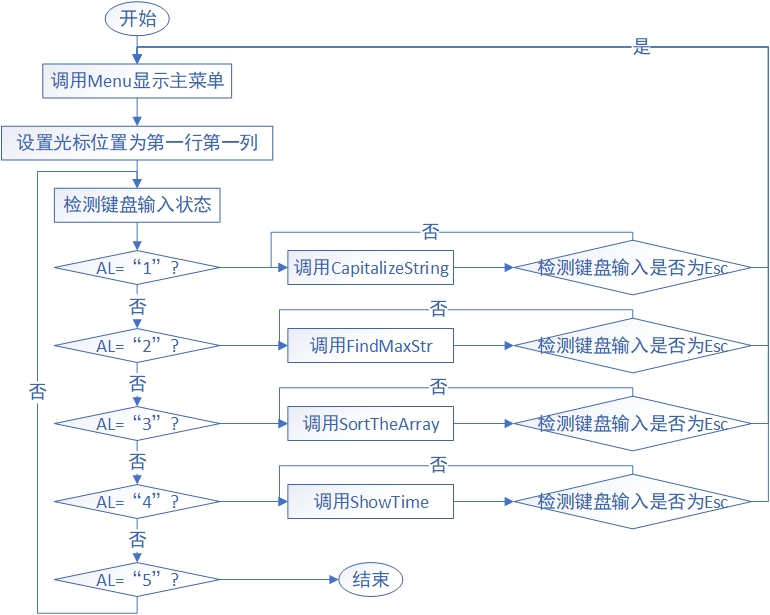 开始
是
调用Menu显示主菜单
设置光标位置为第一行第一列
检测键盘输入状态
否
AL=“1”?
调用CapitalizeString
检测键盘输入是否为Esc
否
否
AL=“2”?
调用FindMaxStr
检测键盘输入是否为Esc
否
否
否
AL=“3”?
调用SortTheArray
检测键盘输入是否为Esc
否
否
AL=“4”?
调用ShowTime
检测键盘输入是否为Esc
否
AL=“5”?
结束